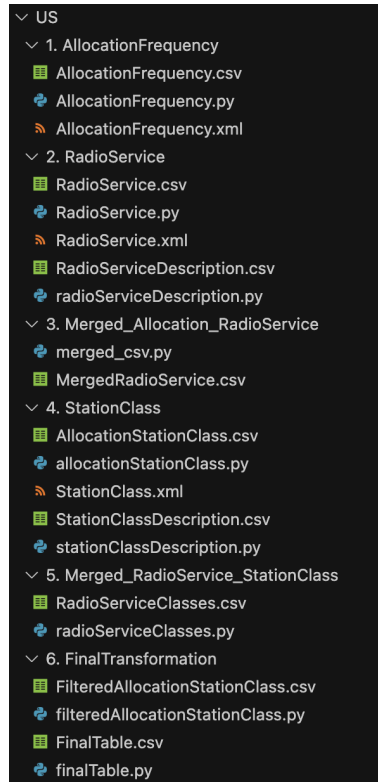 US
1. AllocationFrequency
AllocationFrequency.csv
AllocationFrequency.py
AllocationFrequency.xml
2. RadioService
RadioService.csv
RadioService.py
RadioService.xml
RadioServiceDescription.csv
radioServiceDescription.py
3. Merged_Allocation_RadioService
merged_csv.py
MergedRadioService.csv
4. StationClass
AllocationStationClass.csv
allocationStationClass.py
StationClass.xml
StationClassDescription.csv
stationClassDescription.py
5. Merged_RadioService_StationClass
RadioServiceClasses.csv
radioServiceClasses.py
6. FinalTransformation
FilteredAllocationStationClass.csv
filteredAllocationStationClass.py
FinalTable.csv
finalTable.py